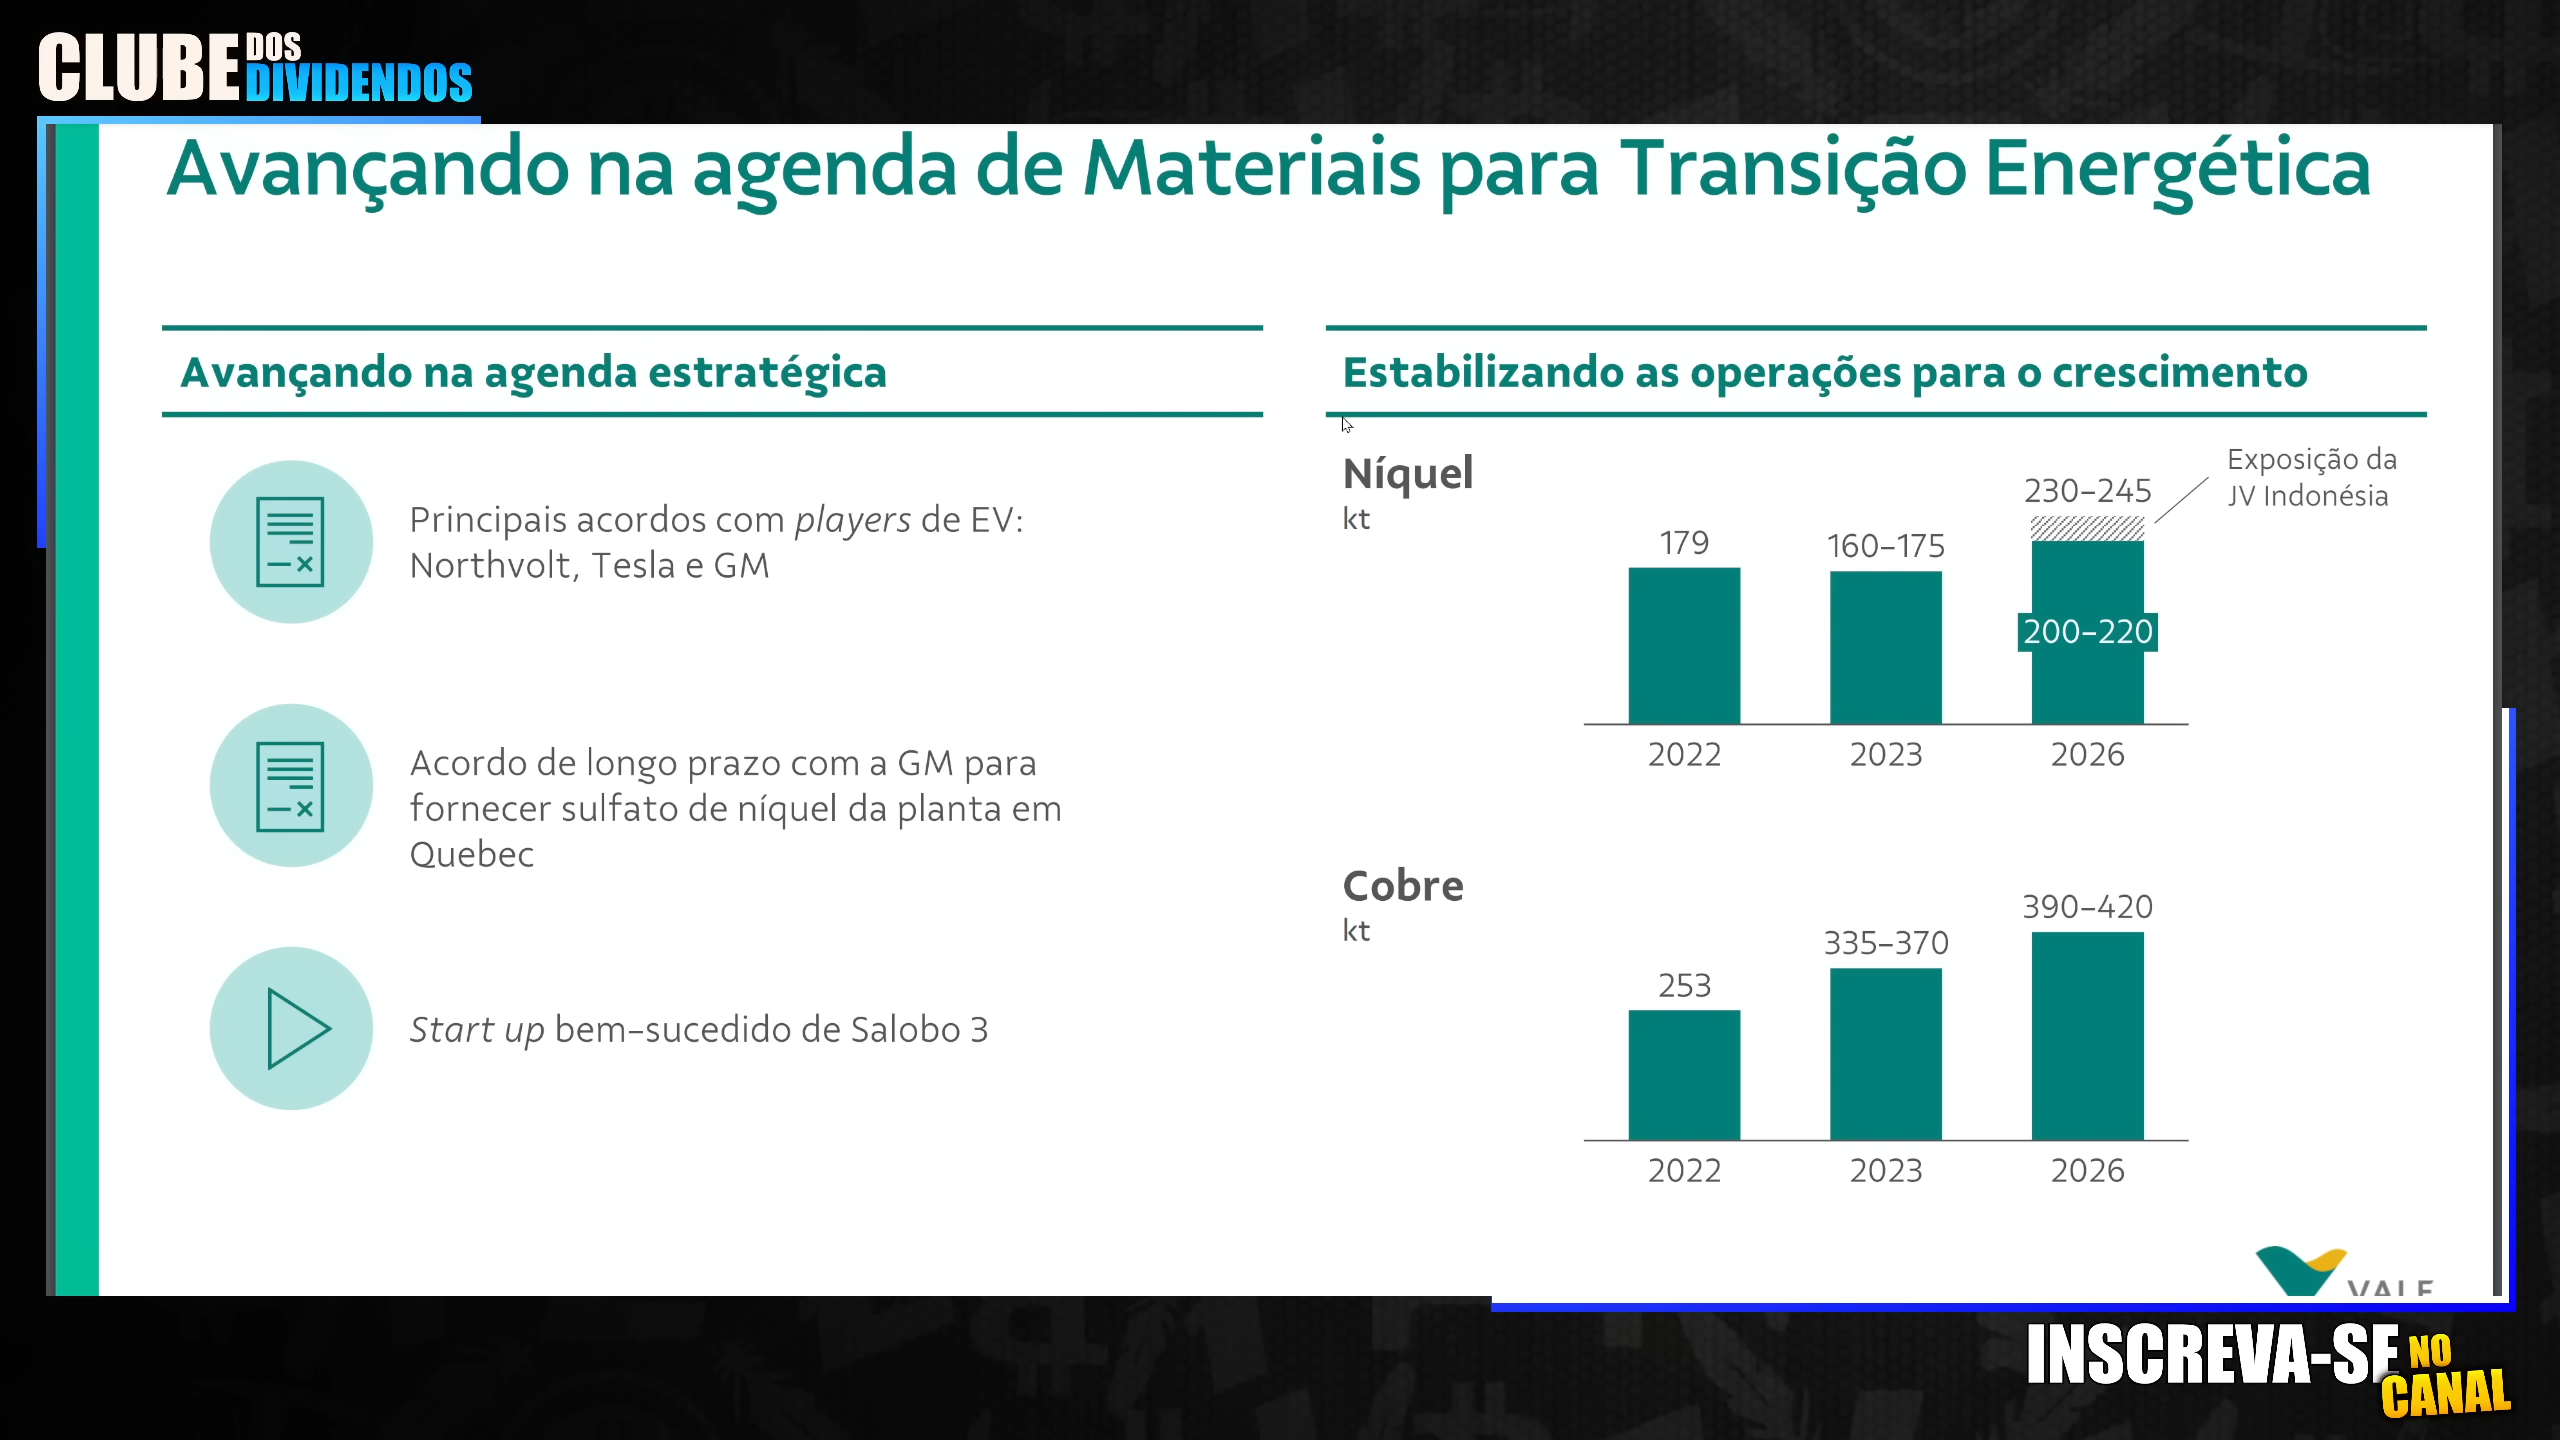 CLUBE DOS DIVIDENDOS
Avançando na agenda de Materiais para Transição Energética
Avançando na agenda estratégica
Principais acordos com players de EV:
Northvolt, Tesla e GM
Acordo de longo prazo com a GM para
fornecer sulfato de níquel da planta em
Quebec
Start up bem-sucedido de Salobo 3
Estabilizando as operações para o crescimento
Níquel
kt
179
160-175
230-245
200-220
Exposição da
JV Indonésia
2022 2023 2026
Cobre
kt
253
335-370
390-420
2022 2023 2026
VALE
INSCREVA-SE NO
CANAL